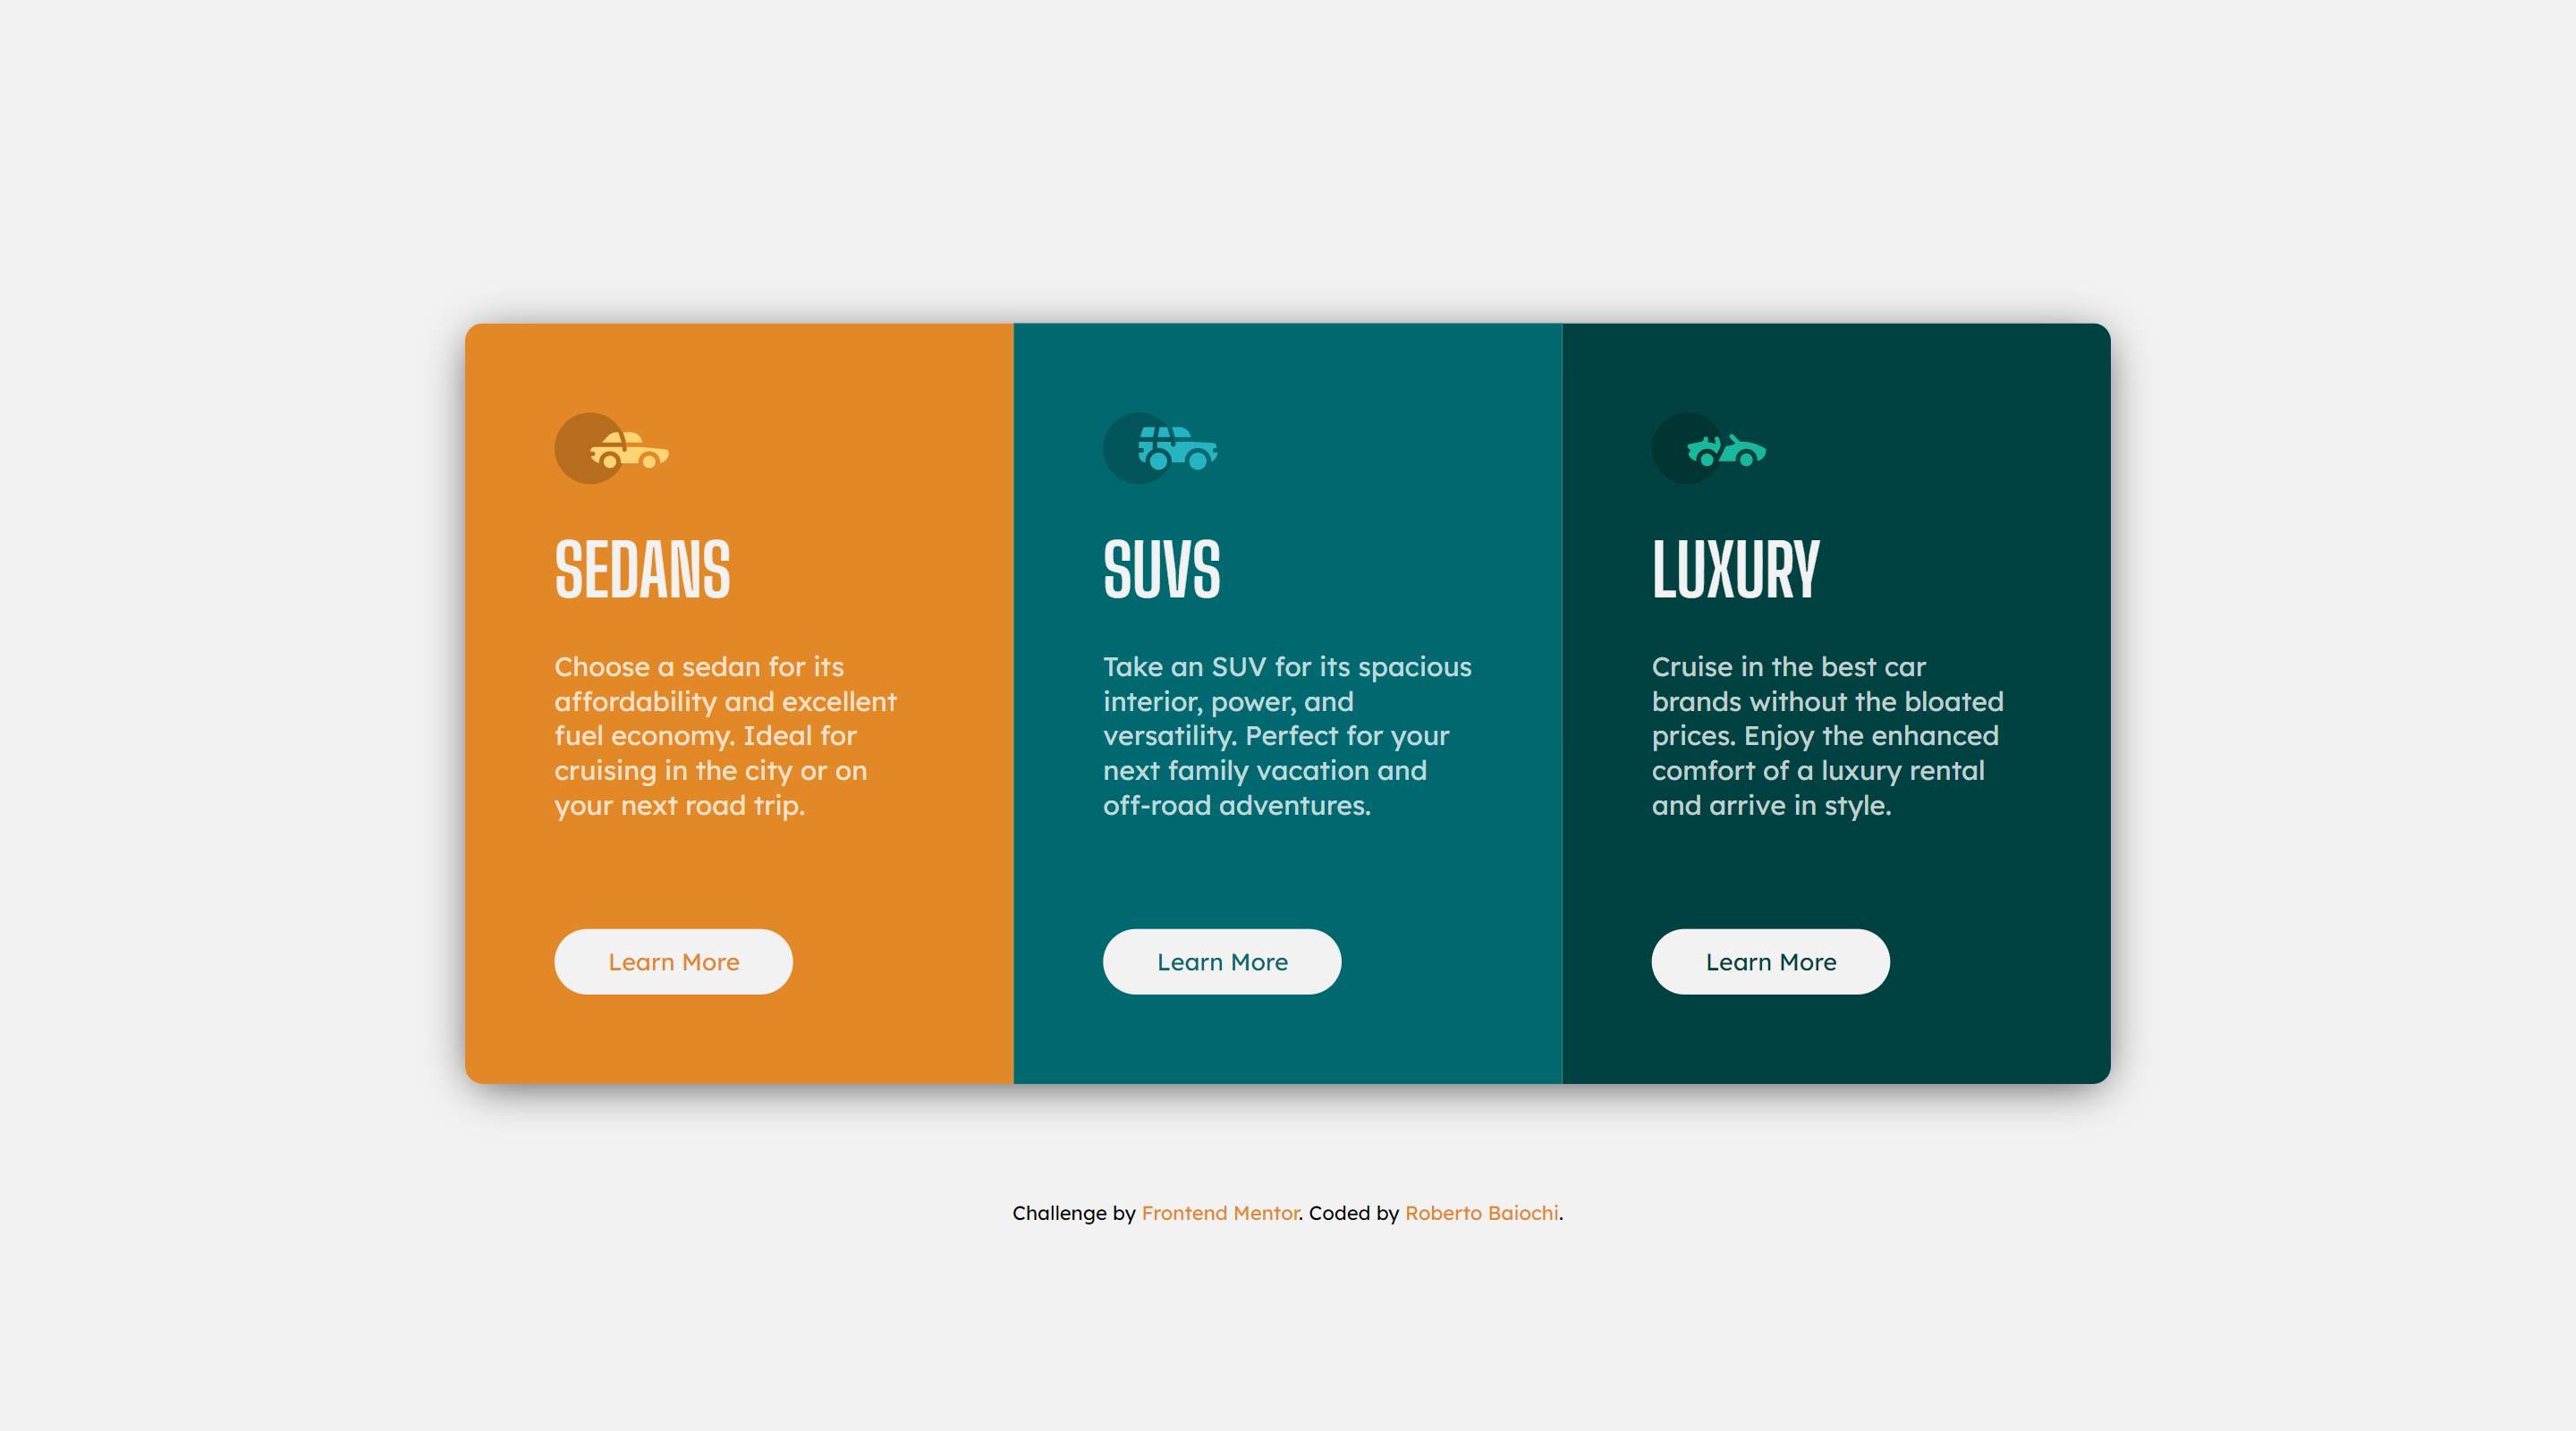 SEDANS
Choose a sedan for its
affordability and excellent
fuel economy. Ideal for
cruising in the city or on
your next road trip.
Learn More
SUVS
Take an SUV for its spacious
interior, power, and
versatility. Perfect for your
next family vacation and
off-road adventures.
Learn More
LUXURY
Cruise in the best car
brands without the bloated
prices. Enjoy the enhanced
comfort of a luxury rental
and arrive in style.
Learn More
Challenge by Frontend Mentor. Coded by Roberto Baiochi.